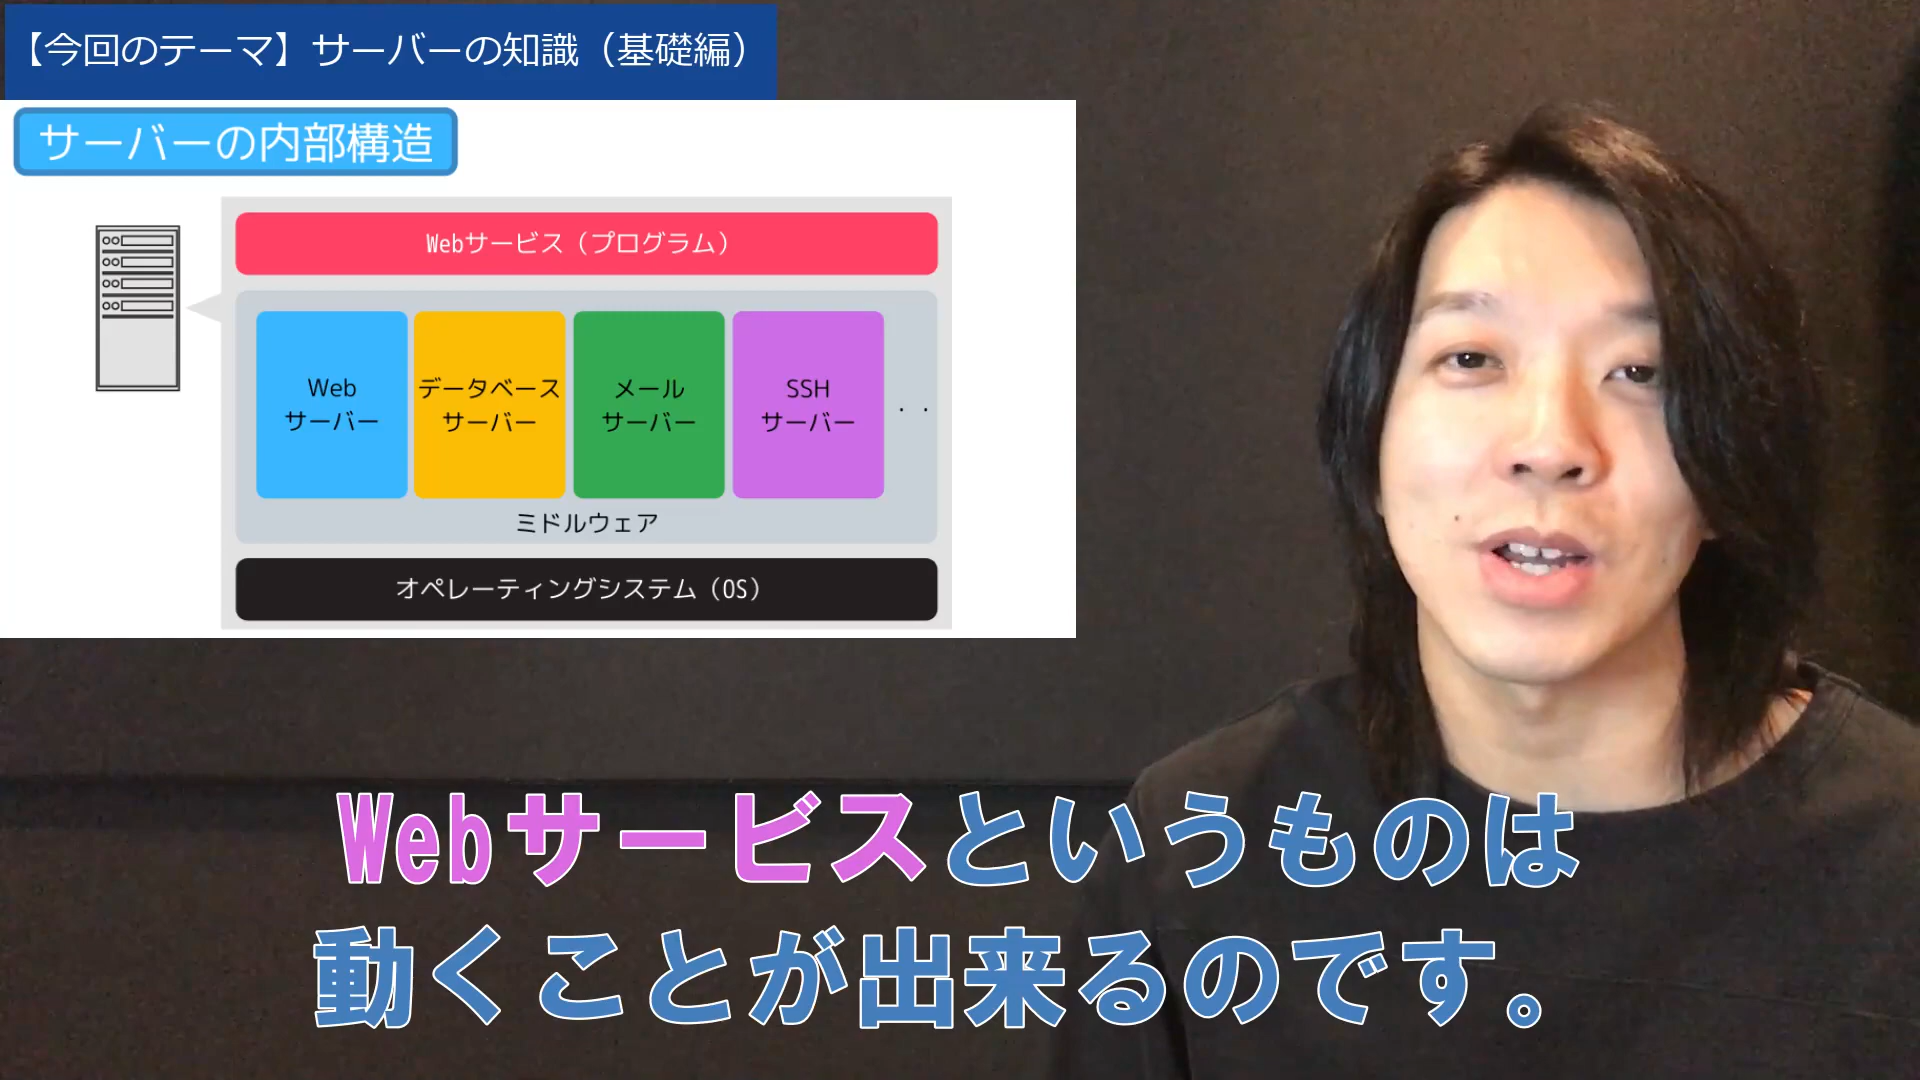 【今回のテーマ】サーバーの知識（基礎編）
サーバーの内部構造
Webサービス（プログラム）
Web
サーバー
データベース
サーバー
メール
サーバー
SSH
サーバー
・・
ミドルウェア
オペレーティングシステム（OS）
Webサービスというものは
動くことが出来るのです。